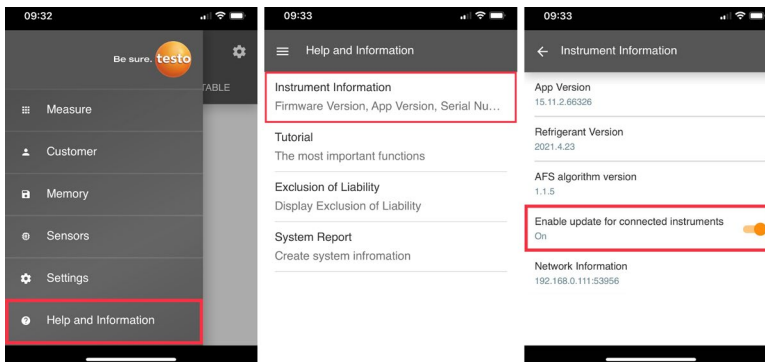 09:32
Be sure. testo
TABLE
Measure
Customer
Memory
Sensors
Settings
Help and Information
09:33
Help and Information
Instrument Information
Firmware Version, App Version, Serial Nu...
Tutorial
The most important functions
Exclusion of Liability
Display Exclusion of Liability
System Report
Create system infromation
09:33
Instrument Information
App Version
15.11.2.66326
Refrigerant Version
2021.4.23
AFS algorithm version
1.1.5
Enable update for connected instruments
On
Network Information
192.168.0.111:53956